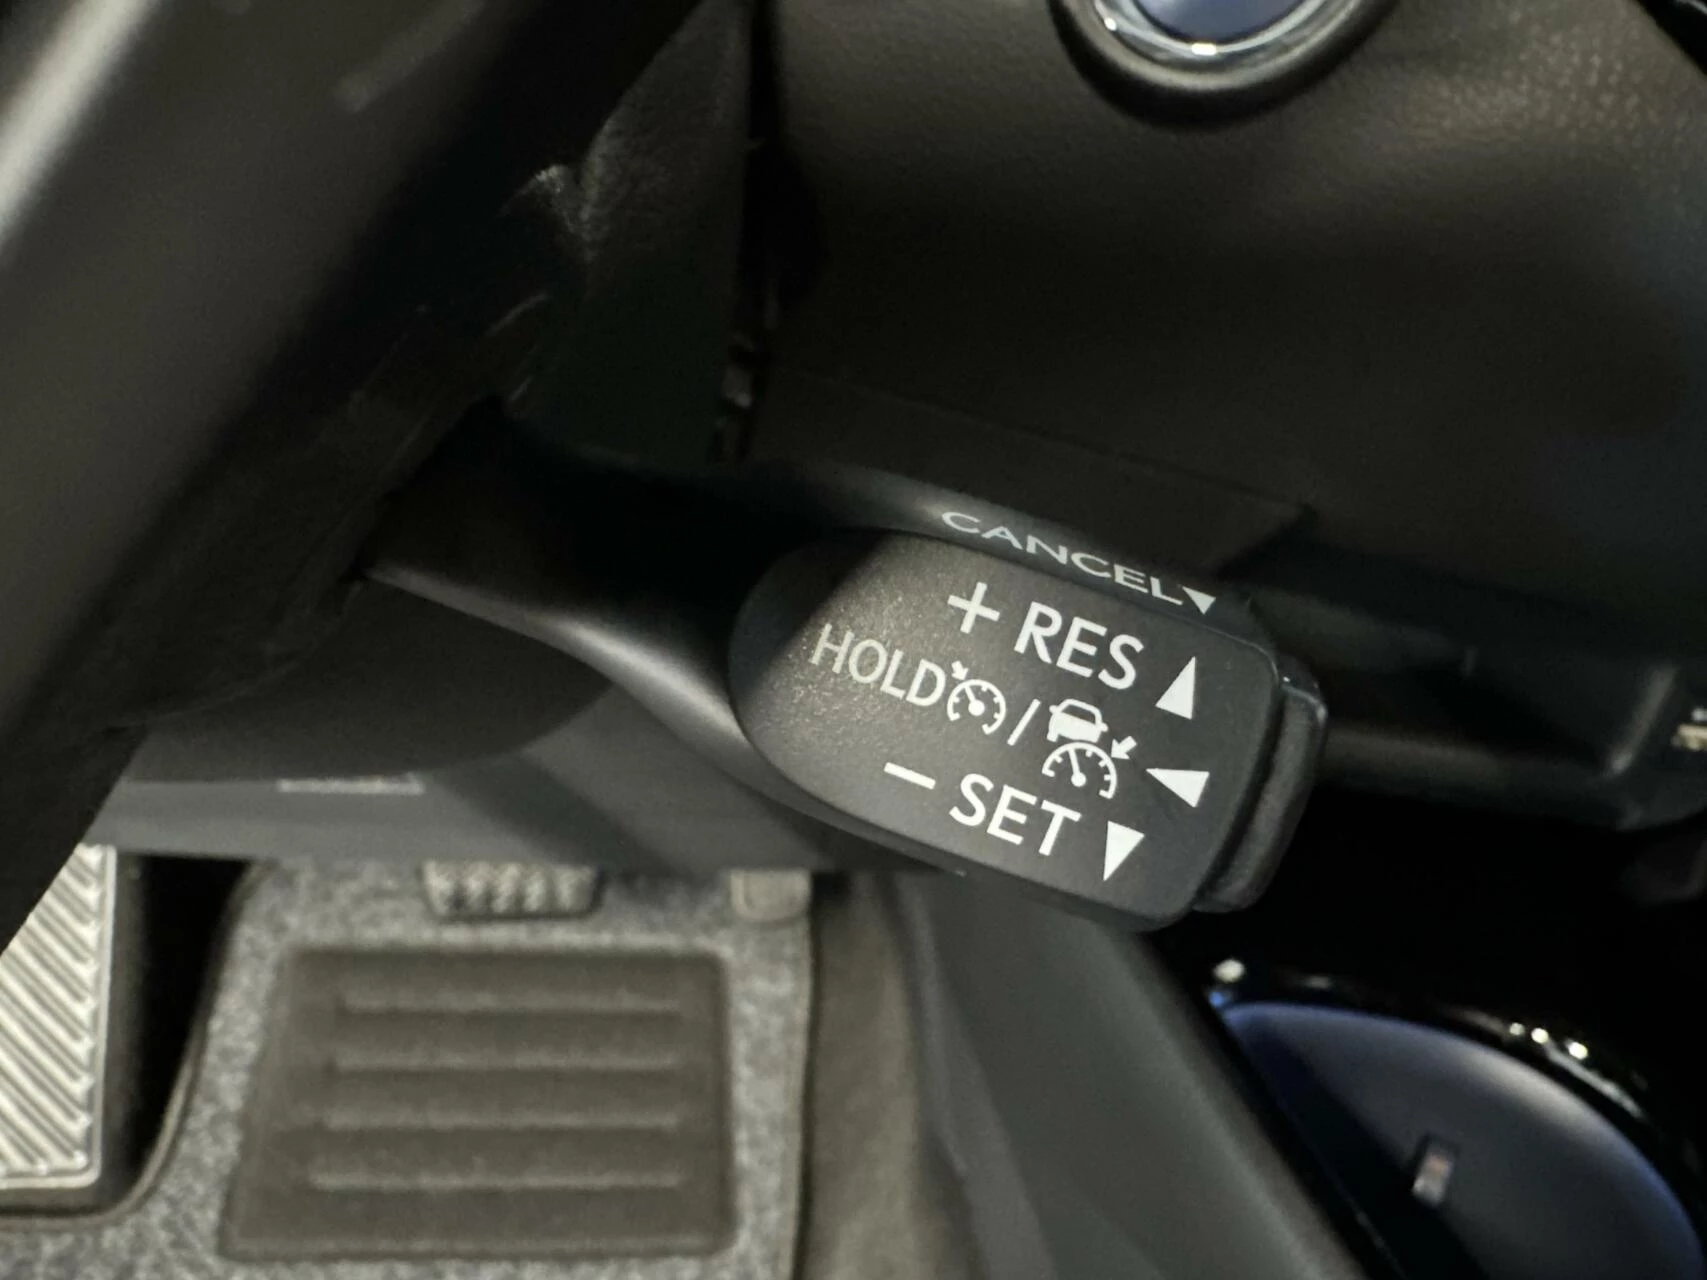 CANCEL▼
+ RES ▲
HOLD / ◀
− SET ▼